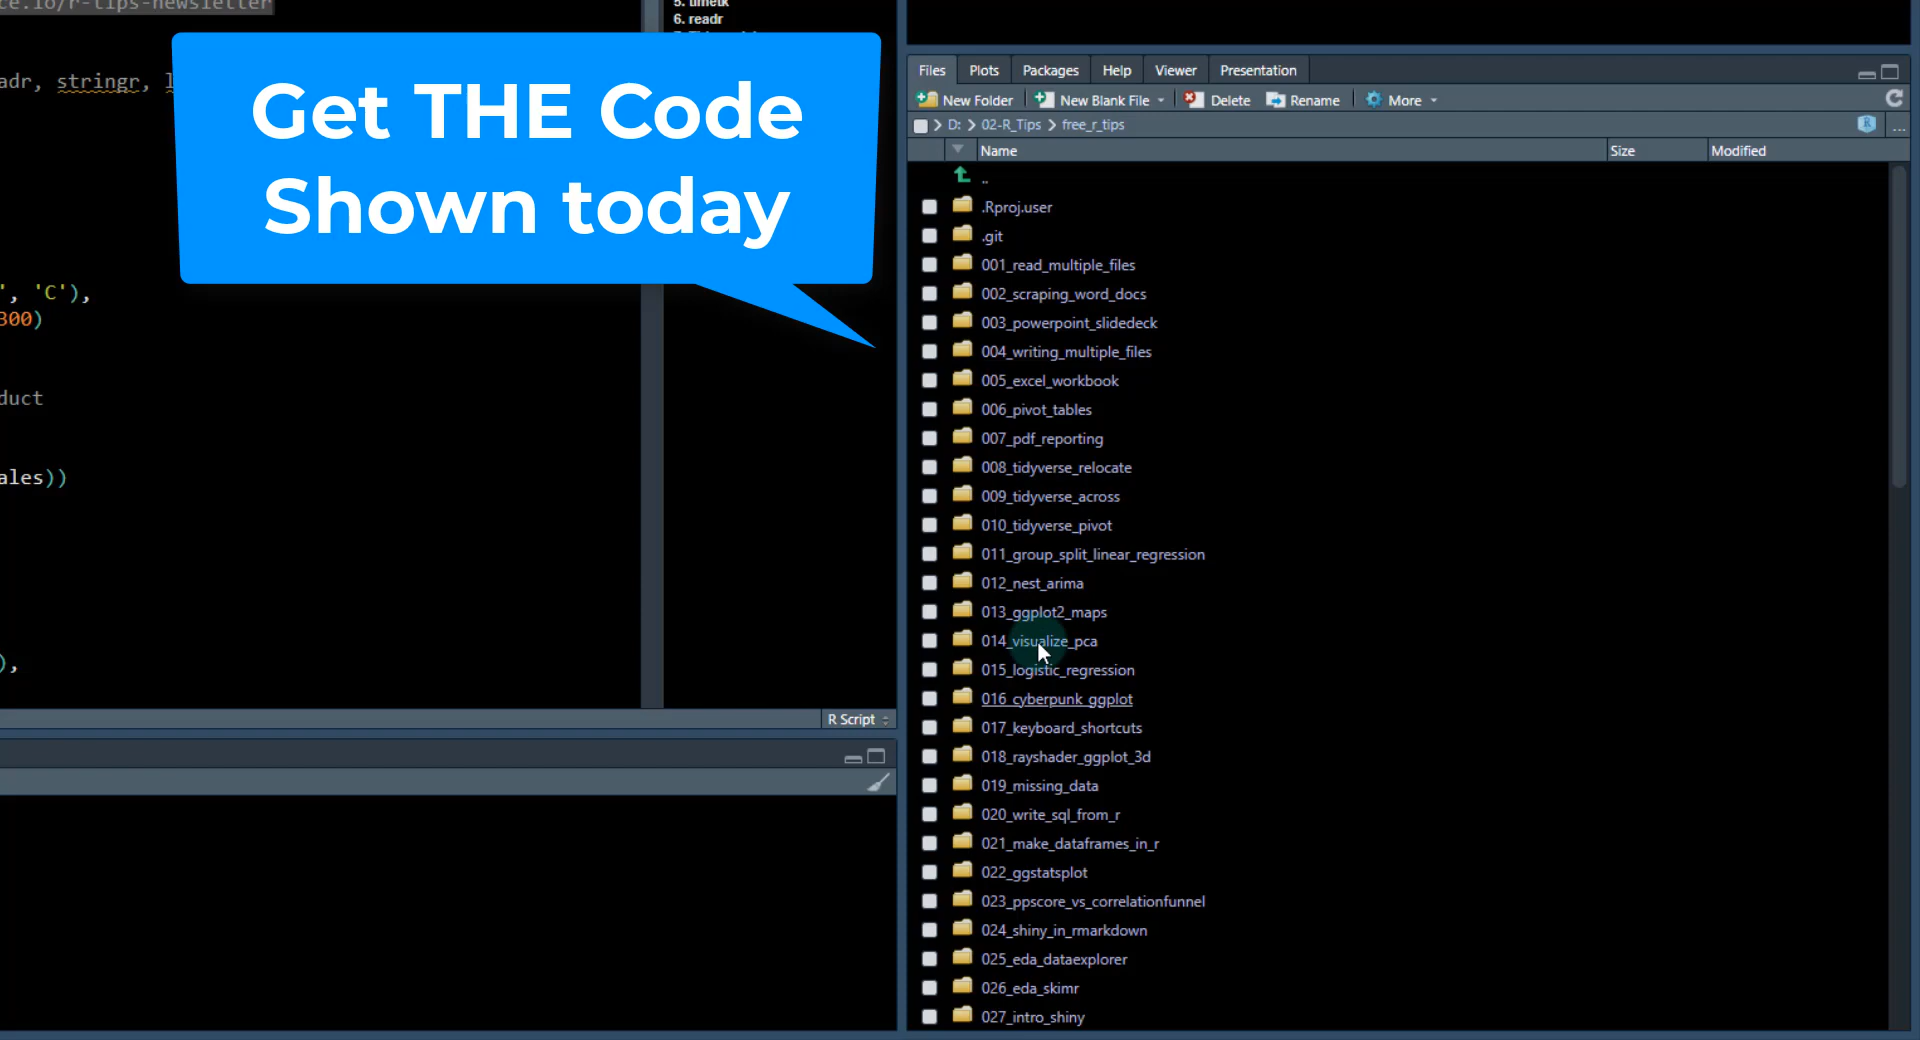 ce.io/r-tips-newsletter
adr, stringr,
', 'C'),
300)
duct
ales))
),
R Script
5. timetk
6. readr
Get THE Code
Shown today
Files Plots Packages Help Viewer Presentation
New Folder New Blank File Delete Rename More
D: 02-R_Tips free_r_tips ...
Name Size Modified
..
.Rproj.user
.git
001_read_multiple_files
002_scraping_word_docs
003_powerpoint_slidedeck
004_writing_multiple_files
005_excel_workbook
006_pivot_tables
007_pdf_reporting
008_tidyverse_relocate
009_tidyverse_across
010_tidyverse_pivot
011_group_split_linear_regression
012_nest_arima
013_ggplot2_maps
014_visualize_pca
015_logistic_regression
016_cyberpunk_ggplot
017_keyboard_shortcuts
018_rayshader_ggplot_3d
019_missing_data
020_write_sql_from_r
021_make_dataframes_in_r
022_ggstatsplot
023_ppscore_vs_correlationfunnel
024_shiny_in_rmarkdown
025_eda_dataexplorer
026_eda_skimr
027_intro_shiny